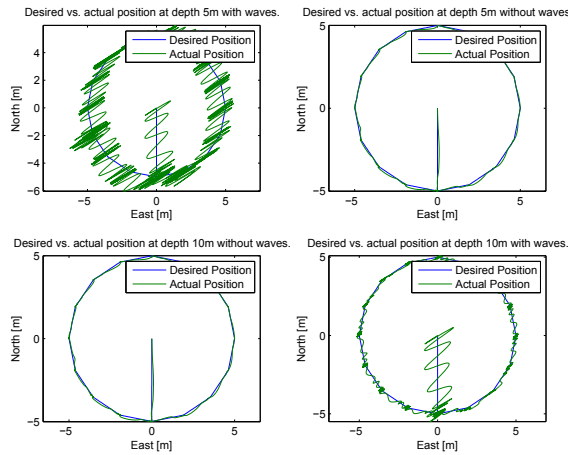 Desired vs. actual position at depth 5m with waves.
North [m]
6
4
2
0
−2
−4
−6
−5
0
5
East [m]
Desired Position
Actual Position
Desired vs. actual position at depth 5m without waves.
North [m]
5
0
−5
−5
0
5
East [m]
Desired Position
Actual Position
Desired vs. actual position at depth 10m without waves.
North [m]
5
0
−5
−5
0
5
East [m]
Desired Position
Actual Position
Desired vs. actual position at depth 10m with waves.
North [m]
5
0
−5
−5
0
5
East [m]
Desired Position
Actual Position